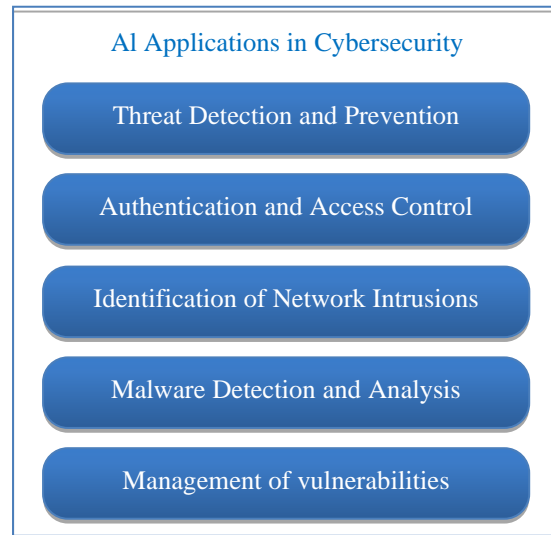 Al Applications in Cybersecurity
Threat Detection and Prevention
Authentication and Access Control
Identification of Network Intrusions
Malware Detection and Analysis
Management of vulnerabilities